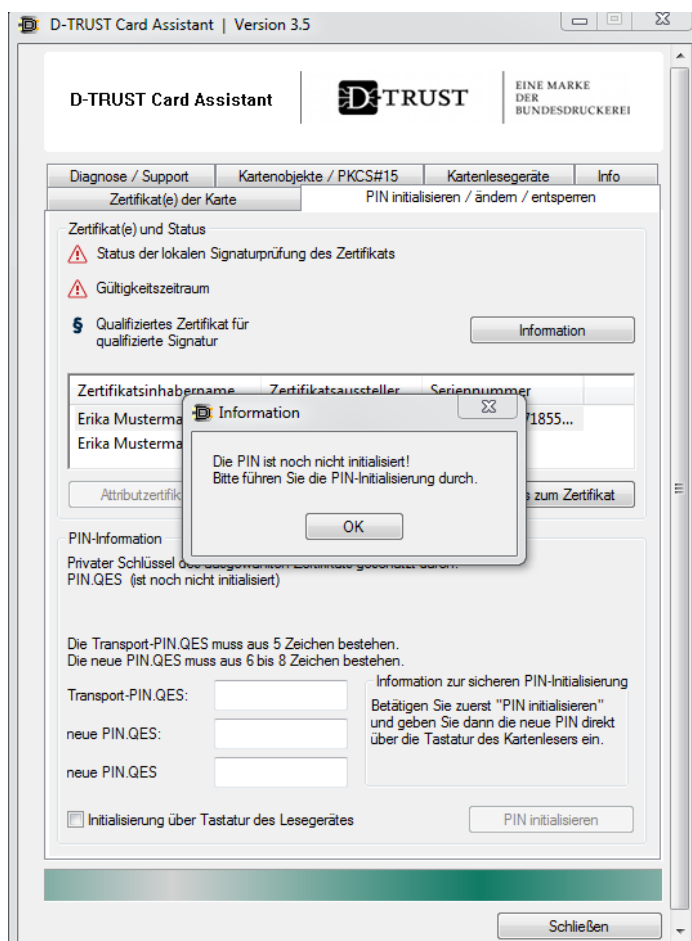 D-TRUST Card Assistant | Version 3.5
D-TRUST Card Assistant
D-TRUST
EINE MARKE
DER
BUNDESDRUCKEREI
Diagnose / Support
Kartenobjekte / PKCS#15
Kartenlesegeräte
Info
Zertifikat(e) der Karte
PIN initialisieren / ändern / entsperren
Zertifikat(e) und Status
Status der lokalen Signaturprüfung des Zertifikats
Gültigkeitszeitraum
§ Qualifiziertes Zertifikat für
qualifizierte Signatur
Information
Zertifikatsinhabername
Zertifikatsaussteller
Seriennummer
Erika
71855...
Erika
Information
Die PIN ist noch nicht initialisiert!
Bitte führen Sie die PIN-Initialisierung durch.
OK
zum Zertifikat
PIN-Information
Privater Schlüssel
PIN.QES (ist noch nicht initialisiert)
Die Transport-PIN.QES muss aus 5 Zeichen bestehen.
Die neue PIN.QES muss aus 6 bis 8 Zeichen bestehen.
Transport-PIN.QES:
neue PIN.QES:
neue PIN.QES
Information zur sicheren PIN-Initialisierung
Betätigen Sie zuerst "PIN initialisieren"
und geben Sie dann die neue PIN direkt
über die Tastatur des Kartenlesers ein.
Initialisierung über Tastatur des Lesegerätes
PIN initialisieren
Schließen